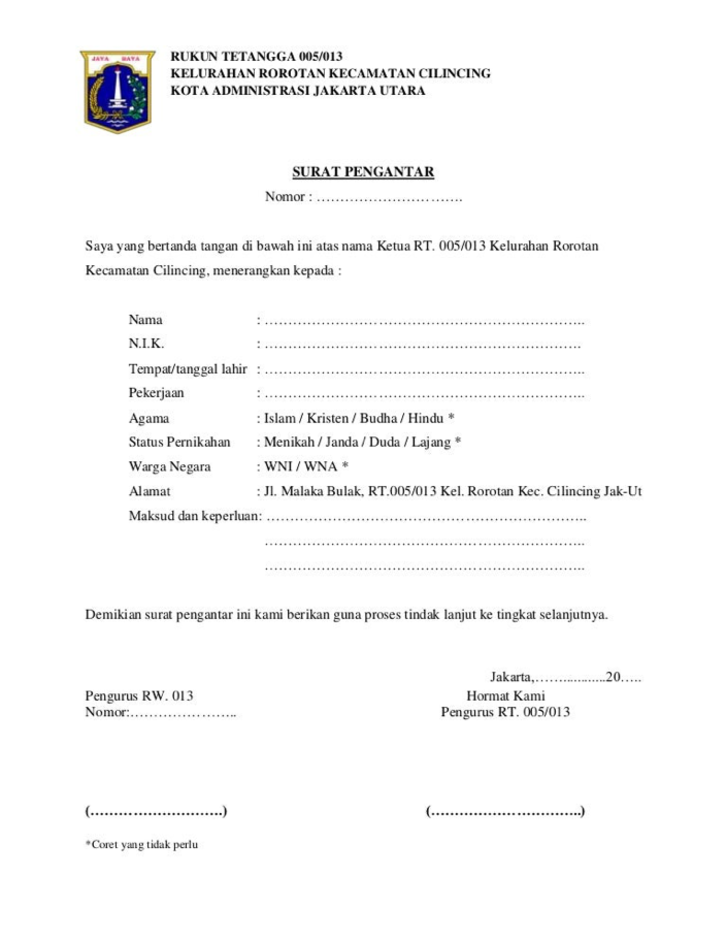 JAYA RAYA
RUKUN TETANGGA 005/013
KELURAHAN ROROTAN KECAMATAN CILINCING
KOTA ADMINISTRASI JAKARTA UTARA
SURAT PENGANTAR
Nomor : ………………………….
Saya yang bertanda tangan di bawah ini atas nama Ketua RT. 005/013 Kelurahan Rorotan
Kecamatan Cilincing, menerangkan kepada :
Nama : …………………………………………………………..
N.I.K. : ………………………………………………………….
Tempat/tanggal lahir : …………………………………………………………..
Pekerjaan : …………………………………………………………..
Agama : Islam / Kristen / Budha / Hindu *
Status Pernikahan : Menikah / Janda / Duda / Lajang *
Warga Negara : WNI / WNA *
Alamat : Jl. Malaka Bulak, RT.005/013 Kel. Rorotan Kec. Cilincing Jak-Ut
Maksud dan keperluan: …………………………………………………………..
…………………………………………………………..
…………………………………………………………..
Demikian surat pengantar ini kami berikan guna proses tindak lanjut ke tingkat selanjutnya.
Jakarta,……............20…..
Pengurus RW. 013 Hormat Kami
Nomor:………………….. Pengurus RT. 005/013
(……………………….) (…………………………..)
*Coret yang tidak perlu